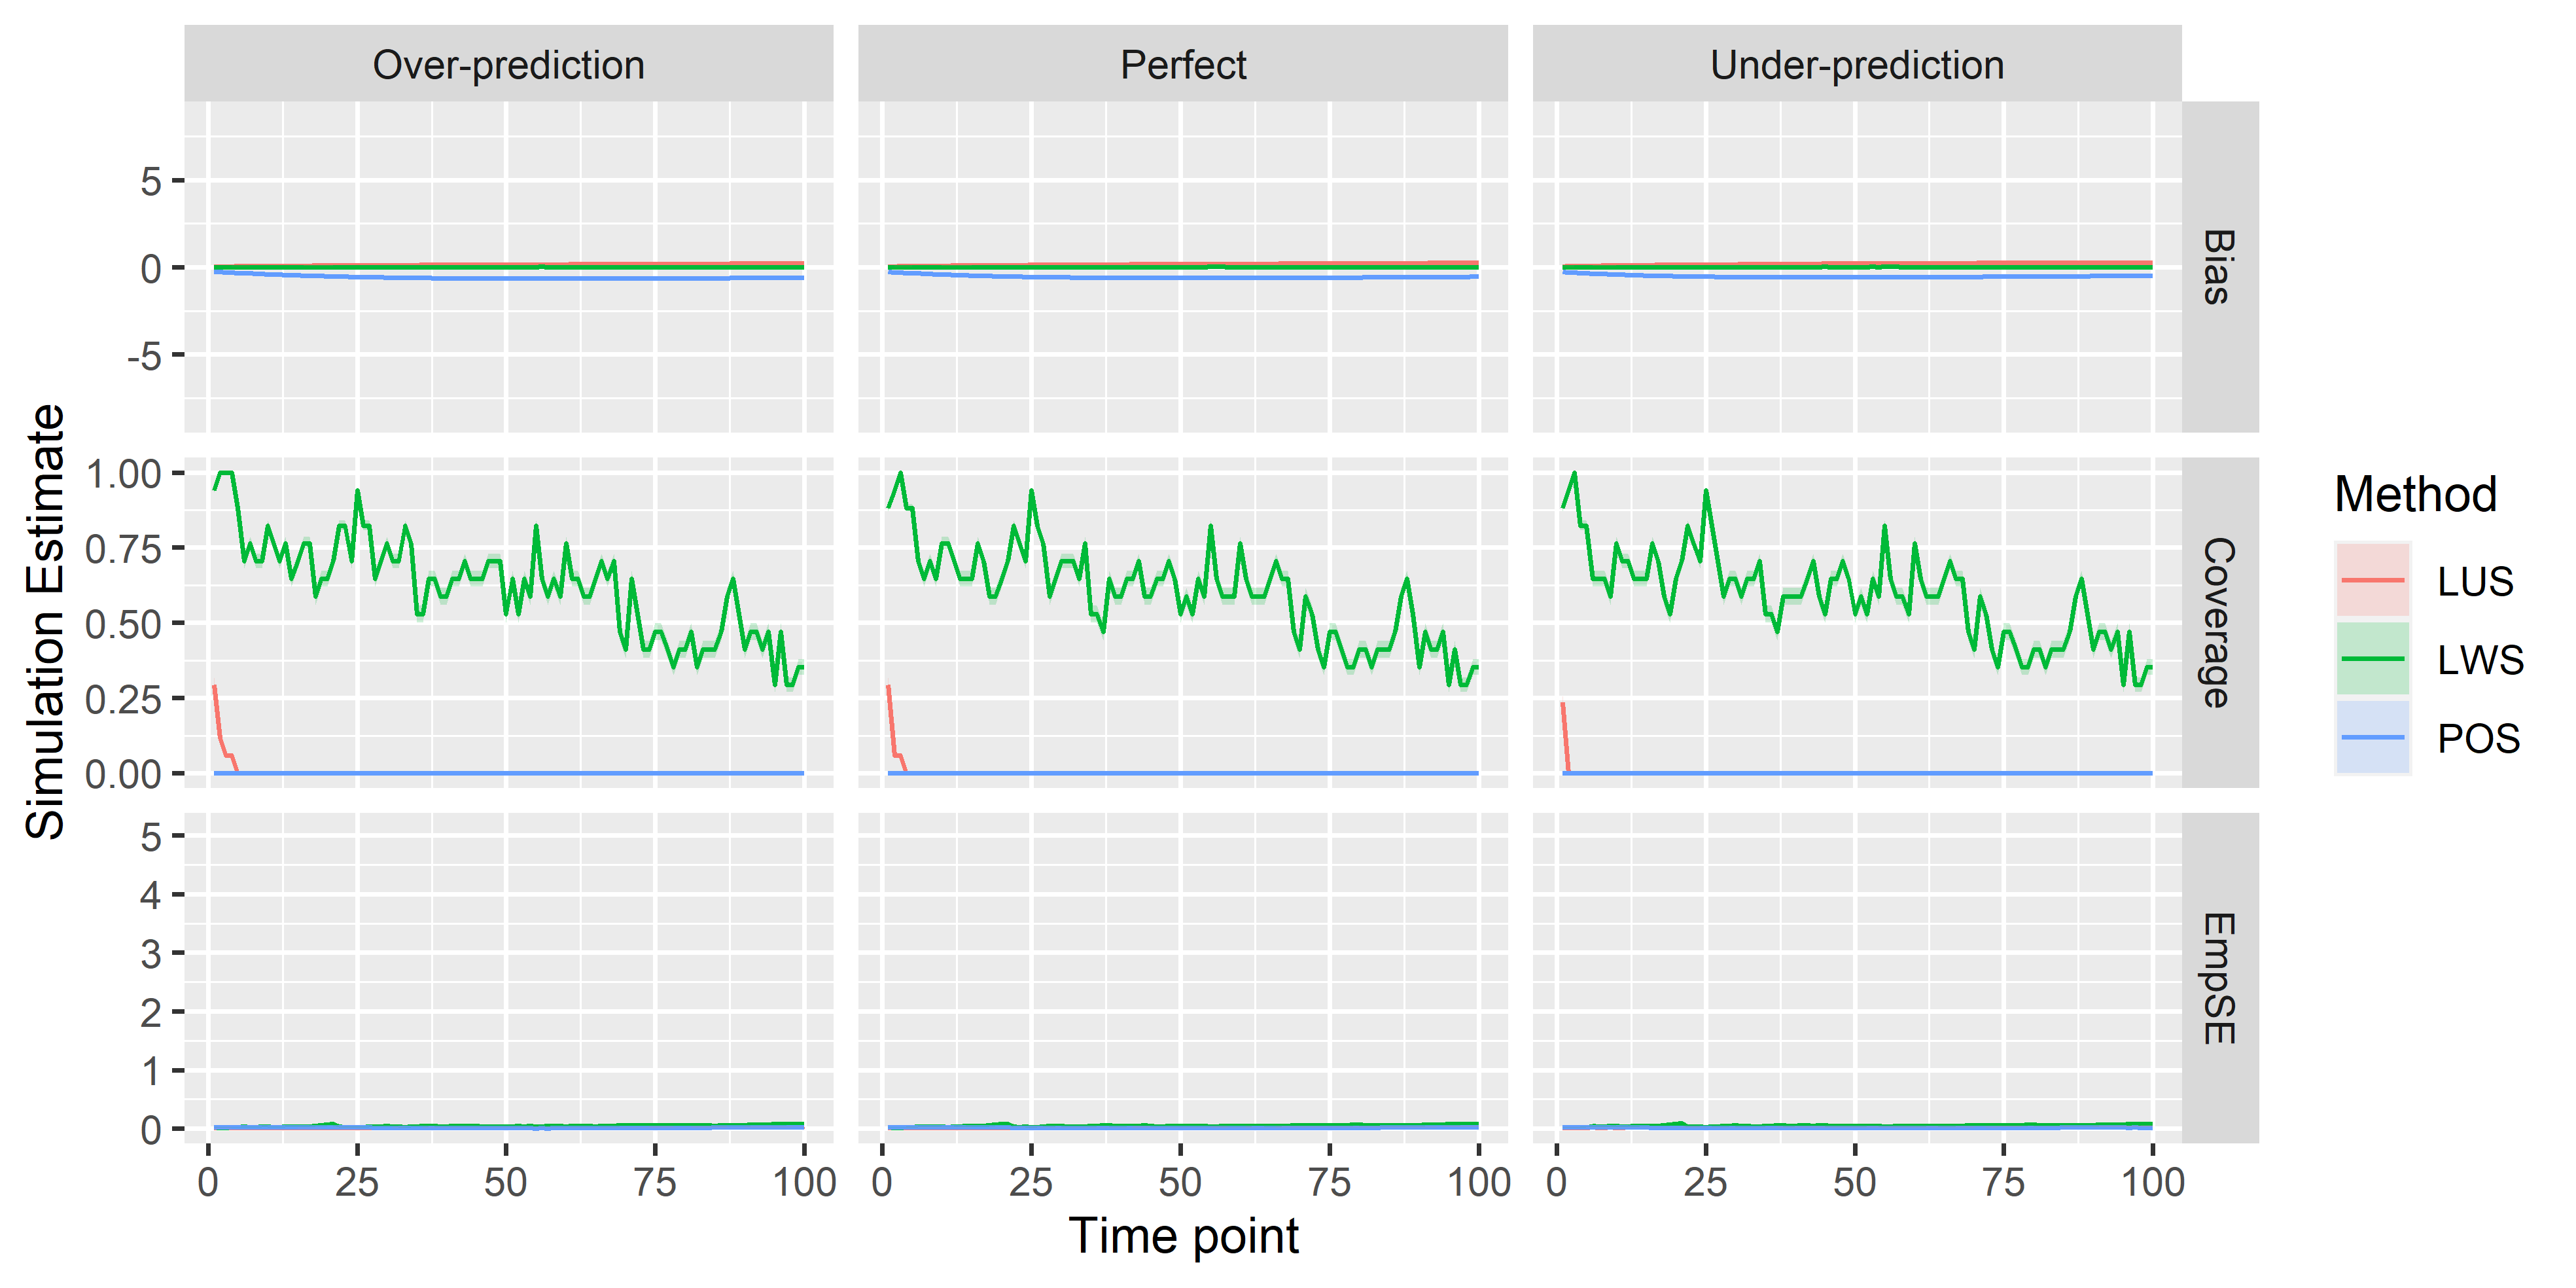 Over-prediction Perfect Under-prediction
5
0
-5
Bias
Simulation Estimate
1.00
0.75
0.50
0.25
0.00
Coverage
Method
LUS
LWS
POS
5
4
3
2
1
0
EmpSE
0 25 50 75 100 0 25 50 75 100 0 25 50 75 100
Time point